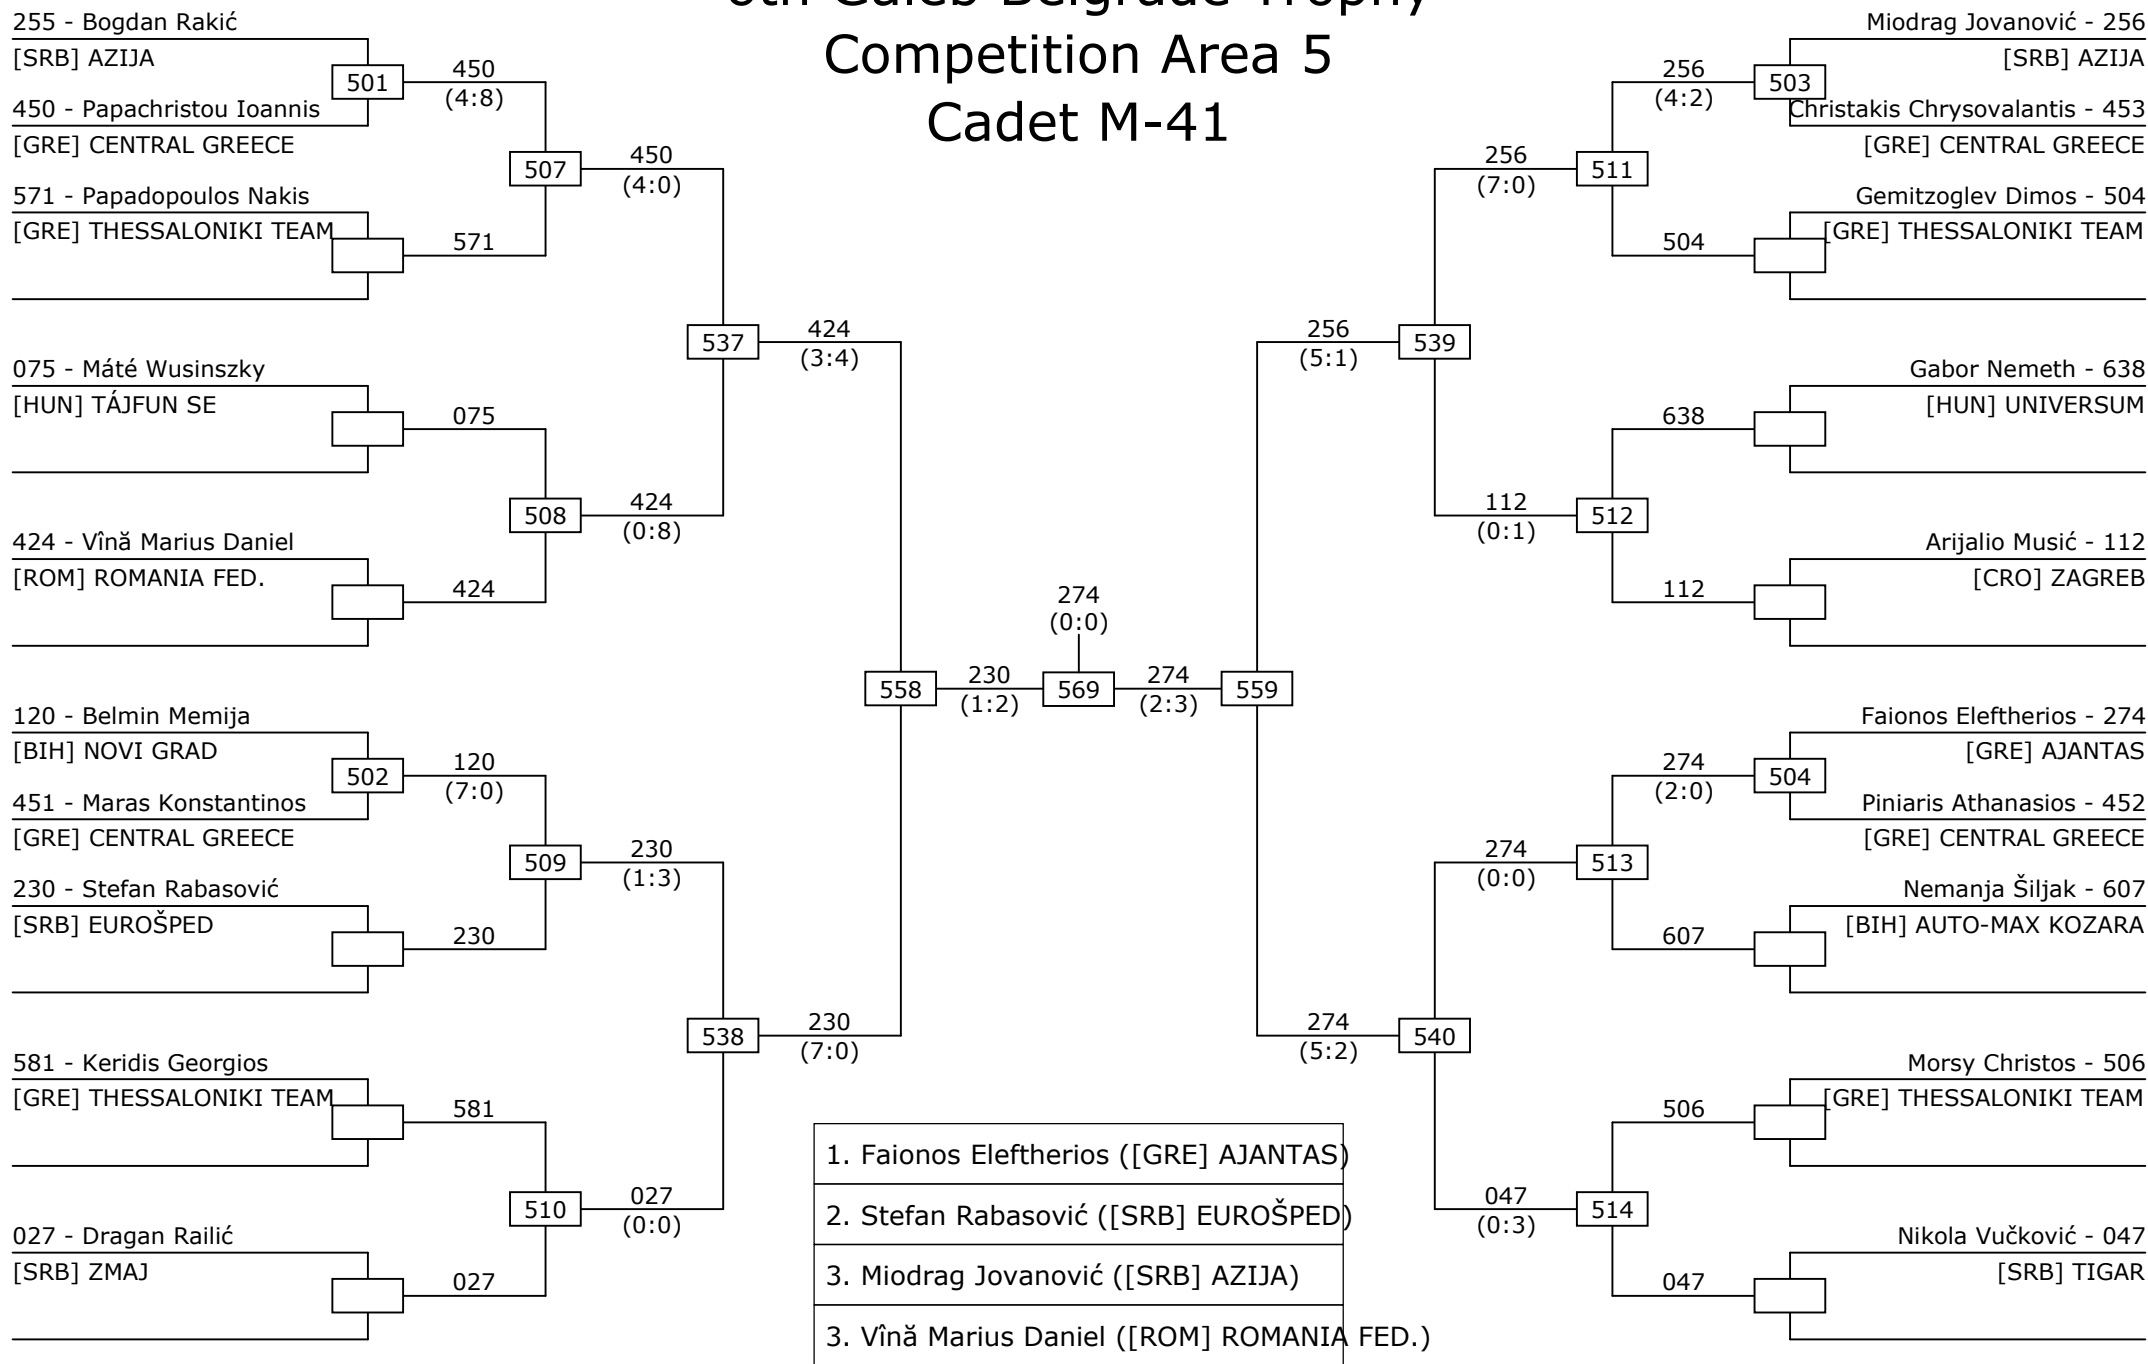 6th Galeb Belgrade Trophy
Competition Area 5
Cadet M-41
255 - Bogdan Rakić
[SRB] AZIJA
501
450
(4:8)
450 - Papachristou Ioannis
[GRE] CENTRAL GREECE
507
450
(4:0)
571 - Papadopoulos Nakis
[GRE] THESSALONIKI TEAM
571
537
424
(3:4)
075 - Máté Wusinszky
[HUN] TÁJFUN SE
075
508
424
(0:8)
424 - Vînă Marius Daniel
[ROM] ROMANIA FED.
424
558
230
(1:2)
120 - Belmin Memija
[BIH] NOVI GRAD
502
120
(7:0)
451 - Maras Konstantinos
[GRE] CENTRAL GREECE
509
230
(1:3)
230 - Stefan Rabasović
[SRB] EUROŠPED
230
538
230
(7:0)
581 - Keridis Georgios
[GRE] THESSALONIKI TEAM
581
510
027
(0:0)
027 - Dragan Railić
[SRB] ZMAJ
027
274
(0:0)
569
Miodrag Jovanović - 256
[SRB] AZIJA
256
(4:2)
503
Christakis Chrysovalantis - 453
[GRE] CENTRAL GREECE
256
(7:0)
511
Gemitzoglev Dimos - 504
[GRE] THESSALONIKI TEAM
504
256
(5:1)
539
Gabor Nemeth - 638
[HUN] UNIVERSUM
638
112
(0:1)
512
Arijalio Musić - 112
[CRO] ZAGREB
112
274
(2:3)
559
Faionos Eleftherios - 274
[GRE] AJANTAS
274
(2:0)
504
Piniaris Athanasios - 452
[GRE] CENTRAL GREECE
274
(0:0)
513
Nemanja Šiljak - 607
[BIH] AUTO-MAX KOZARA
607
274
(5:2)
540
Morsy Christos - 506
[GRE] THESSALONIKI TEAM
506
047
(0:3)
514
Nikola Vučković - 047
[SRB] TIGAR
047
1. Faionos Eleftherios ([GRE] AJANTAS)
2. Stefan Rabasović ([SRB] EUROŠPED)
3. Miodrag Jovanović ([SRB] AZIJA)
3. Vînă Marius Daniel ([ROM] ROMANIA FED.)